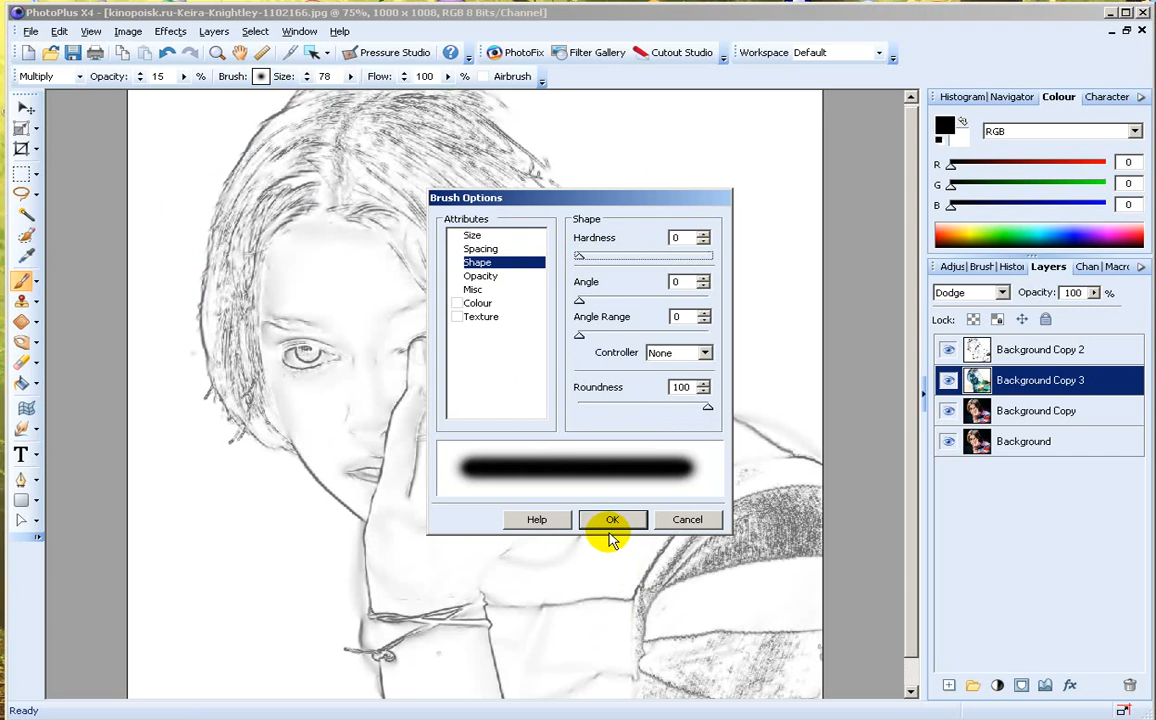 PhotoPlus X4 - [kinopoisk.ru-Keira-Knightley-1102166.jpg @ 75%, 1000 x 1008, RGB 8 Bits/Channel]
File Edit View Image Effects Layers Select Window Help
Pressure Studio PhotoFix Filter Gallery Cutout Studio Workspace Default
Multiply Opacity: 15 % Brush: Size: 78 Flow: 100 % Airbrush
Histogram Navigator Colour Character
RGB
R 0
G 0
B 0
Brush Options
Attributes
Size
Spacing
Shape
Opacity
Misc
Colour
Texture
Shape
Hardness 0
Angle 0
Angle Range 0
Controller None
Roundness 100
Help OK Cancel
Adjus Brush Histo Layers Chan Macro
Dodge Opacity: 100 %
Lock:
Background Copy 2
Background Copy 3
Background Copy
Background
T
fx
Ready